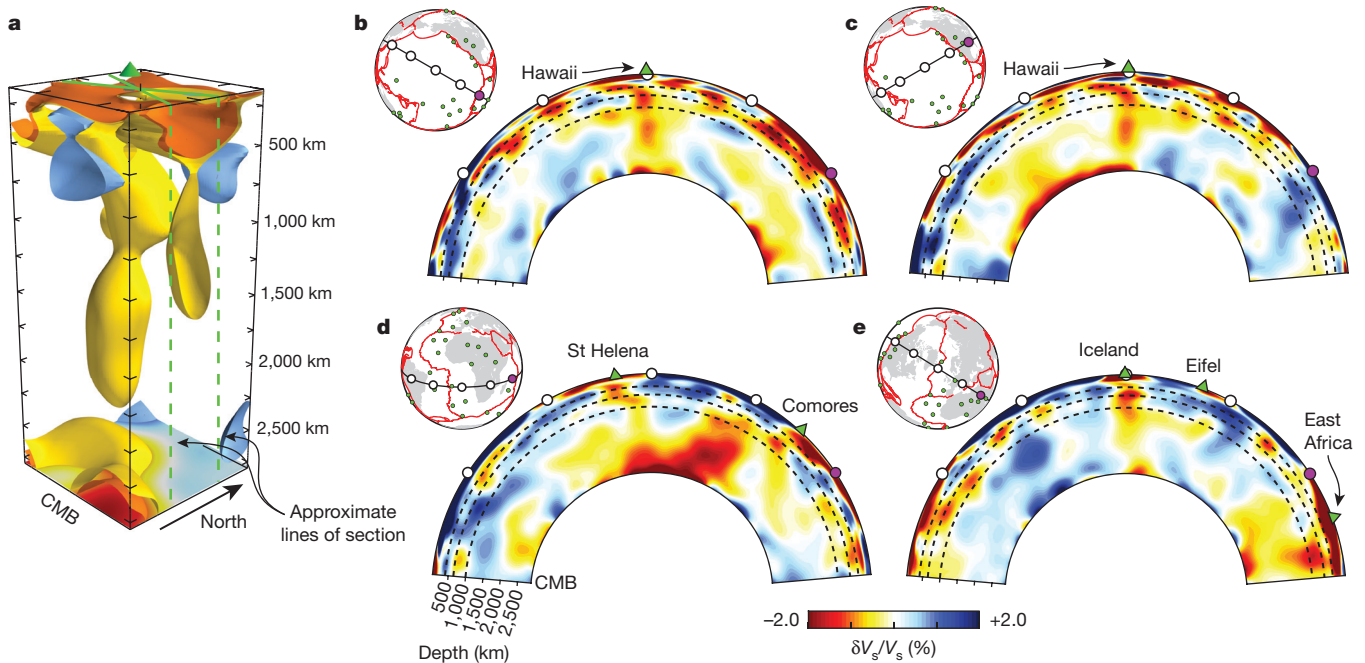 a
500 km
1,000 km
1,500 km
2,000 km
2,500 km
CMB
North
Approximate
lines of section
b
Hawaii
c
Hawaii
d
St Helena
Comores
CMB
500
1,000
1,500
2,000
2,500
Depth (km)
e
Iceland
Eifel
East
Africa
–2.0
+2.0
δVs/Vs (%)